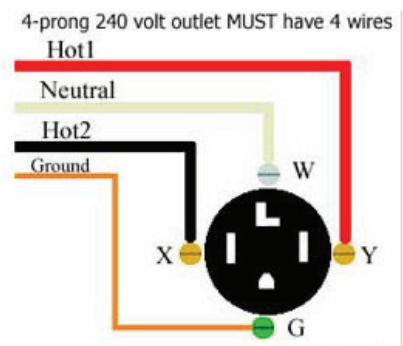 4-prong 240 volt outlet MUST have 4 wires
Hot1
Neutral
Hot2
Ground
W
X
Y
G